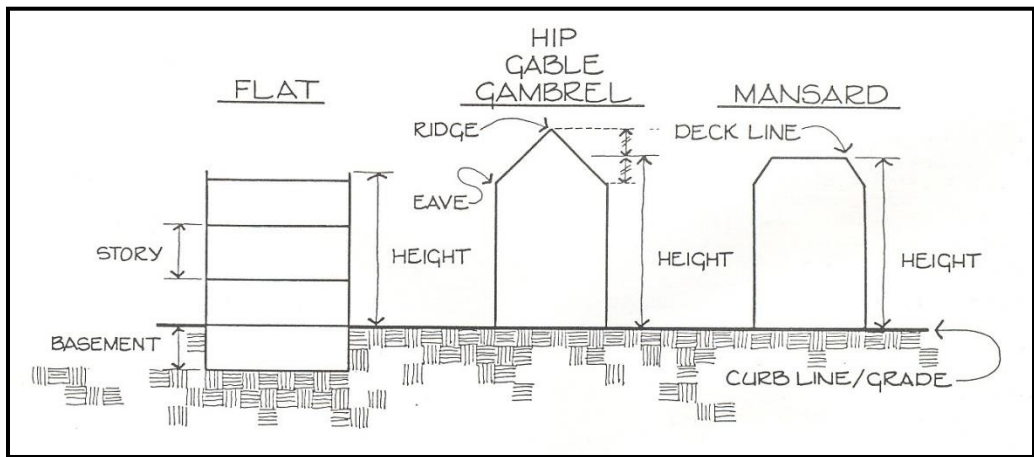 FLAT
HIP
GABLE
GAMBREL
MANSARD
RIDGE
DECK LINE
EAVE
STORY
HEIGHT
HEIGHT
HEIGHT
BASEMENT
CURB LINE/GRADE